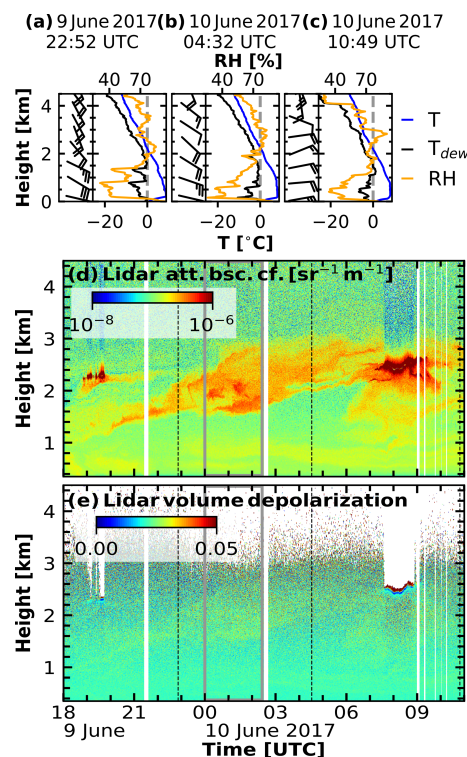 (a) 9 June 2017 (b) 10 June 2017 (c) 10 June 2017
22:52 UTC 04:32 UTC 10:49 UTC
RH [%]
40 70 40 70 40 70
Height [km]
4
2
0
T
T_dew
RH
−20 0 −20 0 −20 0
T [°C]
(d) Lidar att. bsc. cf. [sr⁻¹ m⁻¹]
10⁻⁸ 10⁻⁶
Height [km]
4
3
2
1
(e) Lidar volume depolarization
0.00 0.05
Height [km]
4
3
2
1
18 21 00 03 06 09
9 June 10 June 2017
Time [UTC]